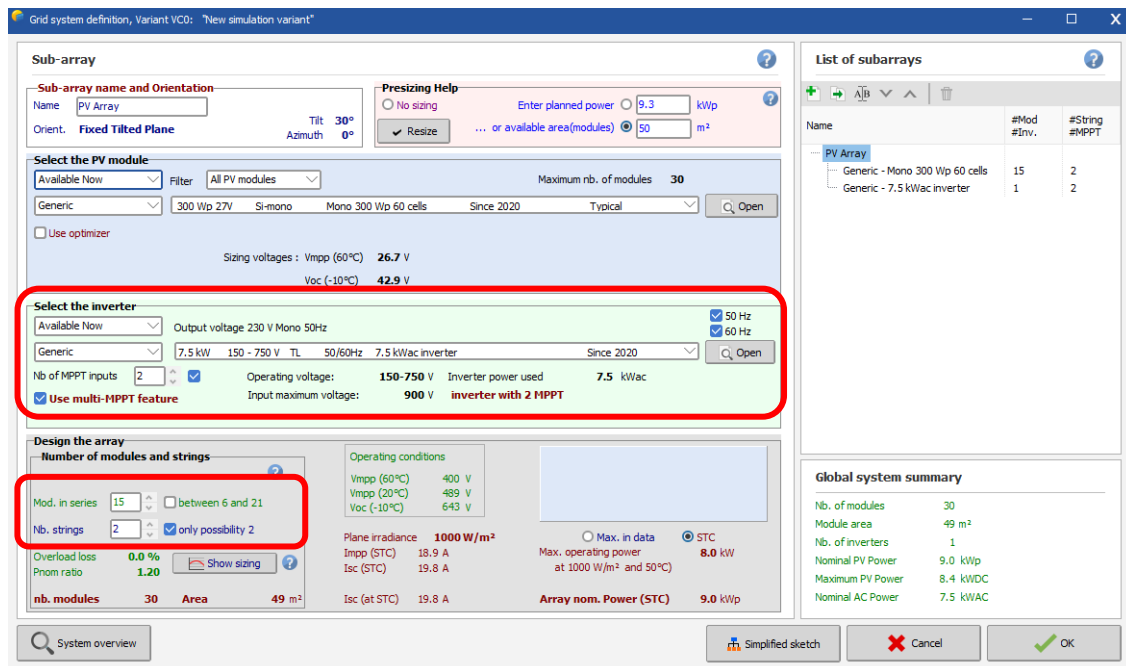 Grid system definition, Variant VC0: "New simulation variant"
Sub-array
Sub-array name and Orientation
Name PV Array
Orient. Fixed Tilted Plane
Tilt 30°
Azimuth 0°
Presizing Help
No sizing
Enter planned power 9.3 kWp
Resize
... or available area(modules) 50 m²
Select the PV module
Available Now Filter All PV modules Maximum nb. of modules 30
Generic 300 Wp 27V Si-mono Mono 300 Wp 60 cells Since 2020 Typical Open
Use optimizer
Sizing voltages : Vmpp (60°C) 26.7 V
Voc (-10°C) 42.9 V
Select the inverter
Available Now Output voltage 230 V Mono 50Hz
50 Hz
60 Hz
Generic 7.5 kW 150 - 750 V TL 50/60Hz 7.5 kWac inverter Since 2020 Open
Nb of MPPT inputs 2 Operating voltage: 150-750 V Inverter power used 7.5 kWac
Use multi-MPPT feature Input maximum voltage: 900 V inverter with 2 MPPT
Design the array
Number of modules and strings
Mod. in series 15 between 6 and 21
Nb. strings 2 only possibility 2
Overload loss 0.0 %
Pnom ratio 1.20
Show sizing
nb. modules 30 Area 49 m²
Operating conditions
Vmpp (60°C) 400 V
Vmpp (20°C) 489 V
Voc (-10°C) 643 V
Plane irradiance 1000 W/m²
Impp (STC) 18.9 A
Isc (STC) 19.8 A
Isc (at STC) 19.8 A
Max. in data STC
Max. operating power 8.0 kW
at 1000 W/m² and 50°C)
Array nom. Power (STC) 9.0 kWp
List of subarrays
A|B
Name #Mod #String
#Inv. #MPPT
PV Array
Generic - Mono 300 Wp 60 cells 15 2
Generic - 7.5 kWac inverter 1 2
Global system summary
Nb. of modules 30
Module area 49 m²
Nb. of inverters 1
Nominal PV Power 9.0 kWp
Maximum PV Power 8.4 kWDC
Nominal AC Power 7.5 kWAC
System overview
Simplified sketch
Cancel
OK